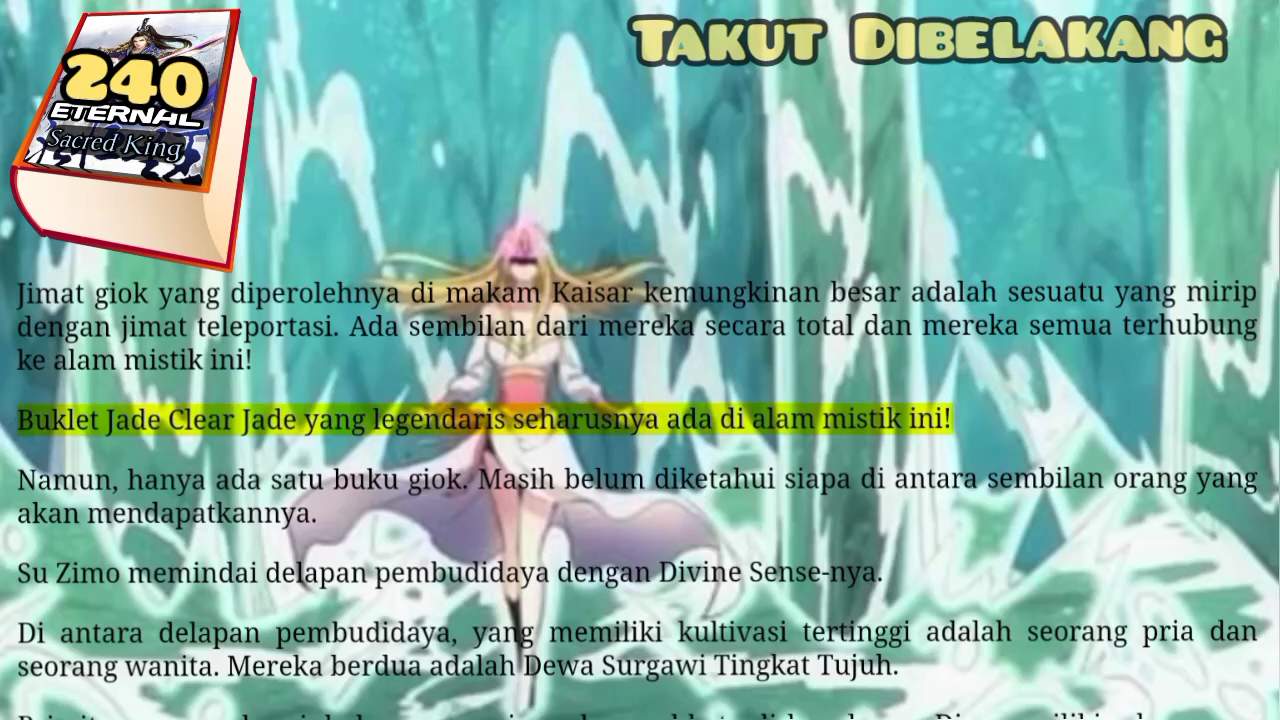 240
ETERNAL
Sacred King
TAKUT DIBELAKANG
Jimat giok yang diperolehnya di makam Kaisar kemungkinan besar adalah sesuatu yang mirip
dengan jimat teleportasi. Ada sembilan dari mereka secara total dan mereka semua terhubung
ke alam mistik ini!
Buklet Jade Clear Jade yang legendaris seharusnya ada di alam mistik ini!
Namun, hanya ada satu buku giok. Masih belum diketahui siapa di antara sembilan orang yang
akan mendapatkannya.
Su Zimo memindai delapan pembudidaya dengan Divine Sense-nya.
Di antara delapan pembudidaya, yang memiliki kultivasi tertinggi adalah seorang pria dan
seorang wanita. Mereka berdua adalah Dewa Surgawi Tingkat Tujuh.